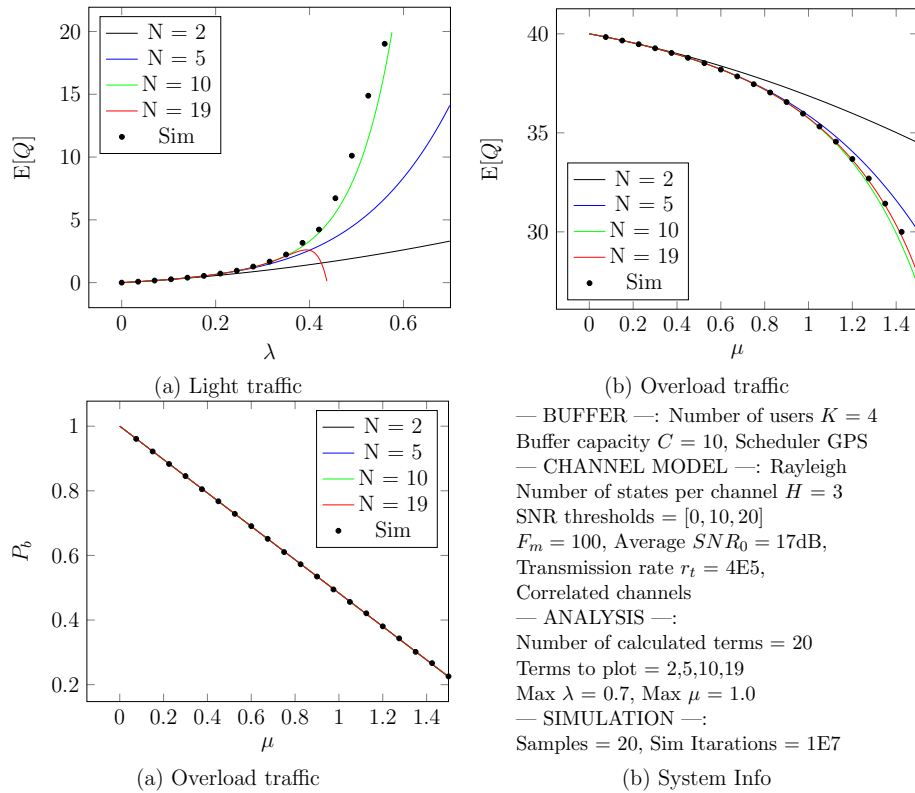 20
15
10
5
0
E[Q]
N = 2
N = 5
N = 10
N = 19
Sim
0
0.2
0.4
0.6
λ
(a) Light traffic
40
35
30
E[Q]
N = 2
N = 5
N = 10
N = 19
Sim
0
0.2
0.4
0.6
0.8
1
1.2
1.4
μ
(b) Overload traffic
1
0.8
0.6
0.4
0.2
P_b
N = 2
N = 5
N = 10
N = 19
Sim
0
0.2
0.4
0.6
0.8
1
1.2
1.4
μ
(a) Overload traffic
— BUFFER —: Number of users K = 4
Buffer capacity C = 10, Scheduler GPS
— CHANNEL MODEL —: Rayleigh
Number of states per channel H = 3
SNR thresholds = [0, 10, 20]
F_m = 100, Average SNR_0 = 17dB,
Transmission rate r_t = 4E5,
Correlated channels
— ANALYSIS —:
Number of calculated terms = 20
Terms to plot = 2,5,10,19
Max λ = 0.7, Max μ = 1.0
— SIMULATION —:
Samples = 20, Sim Itarations = 1E7
(b) System Info